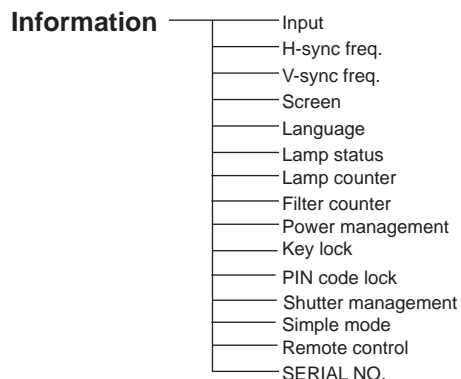 Information
Input
H-sync freq.
V-sync freq.
Screen
Language
Lamp status
Lamp counter
Filter counter
Power management
Key lock
PIN code lock
Shutter management
Simple mode
Remote control
SERIAL NO.